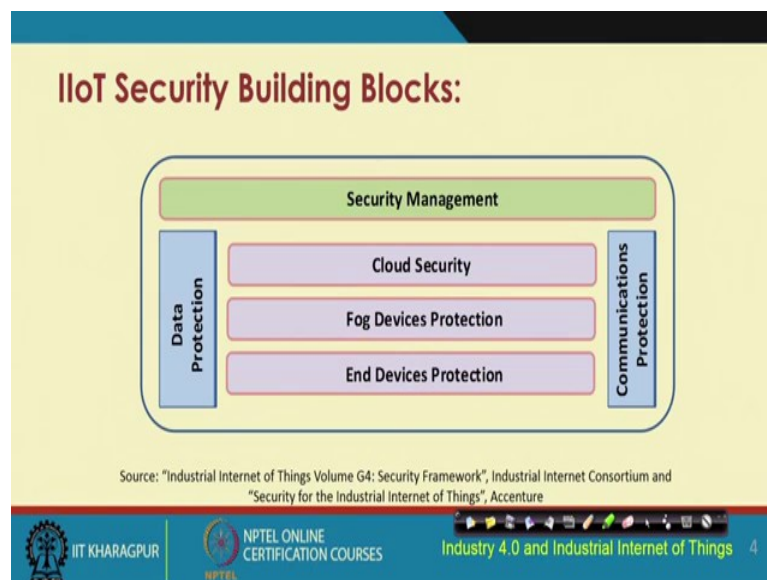 IIoT Security Building Blocks:
Security Management
Data
Protection
Cloud Security
Fog Devices Protection
End Devices Protection
Communications
Protection
Source: "Industrial Internet of Things Volume G4: Security Framework", Industrial Internet Consortium and
"Security for the Industrial Internet of Things", Accenture
IIT KHARAGPUR
NPTEL ONLINE
CERTIFICATION COURSES
NPTEL
Industry 4.0 and Industrial Internet of Things
4